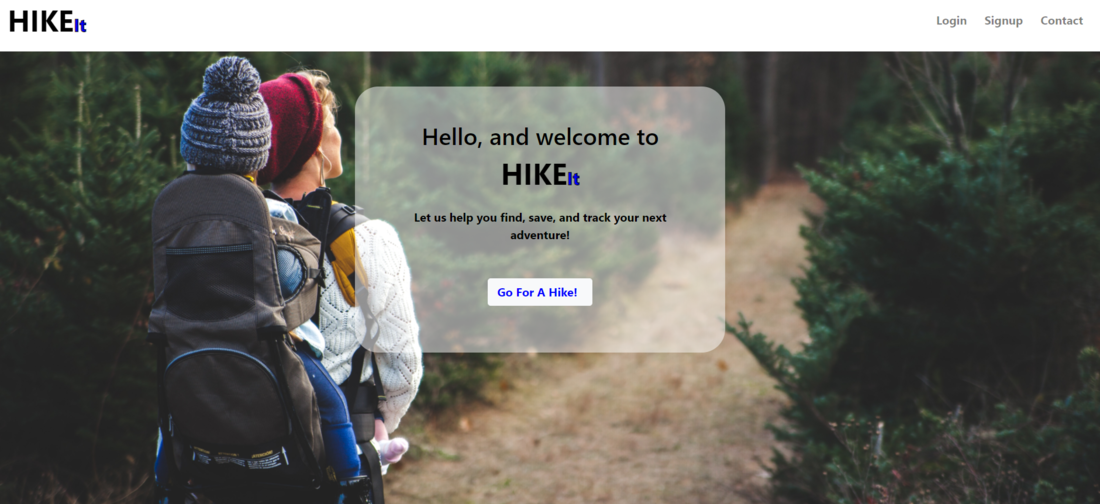 HIKEIt
Login Signup Contact
Hello, and welcome to
HIKEIt
Let us help you find, save, and track your next
adventure!
Go For A Hike!